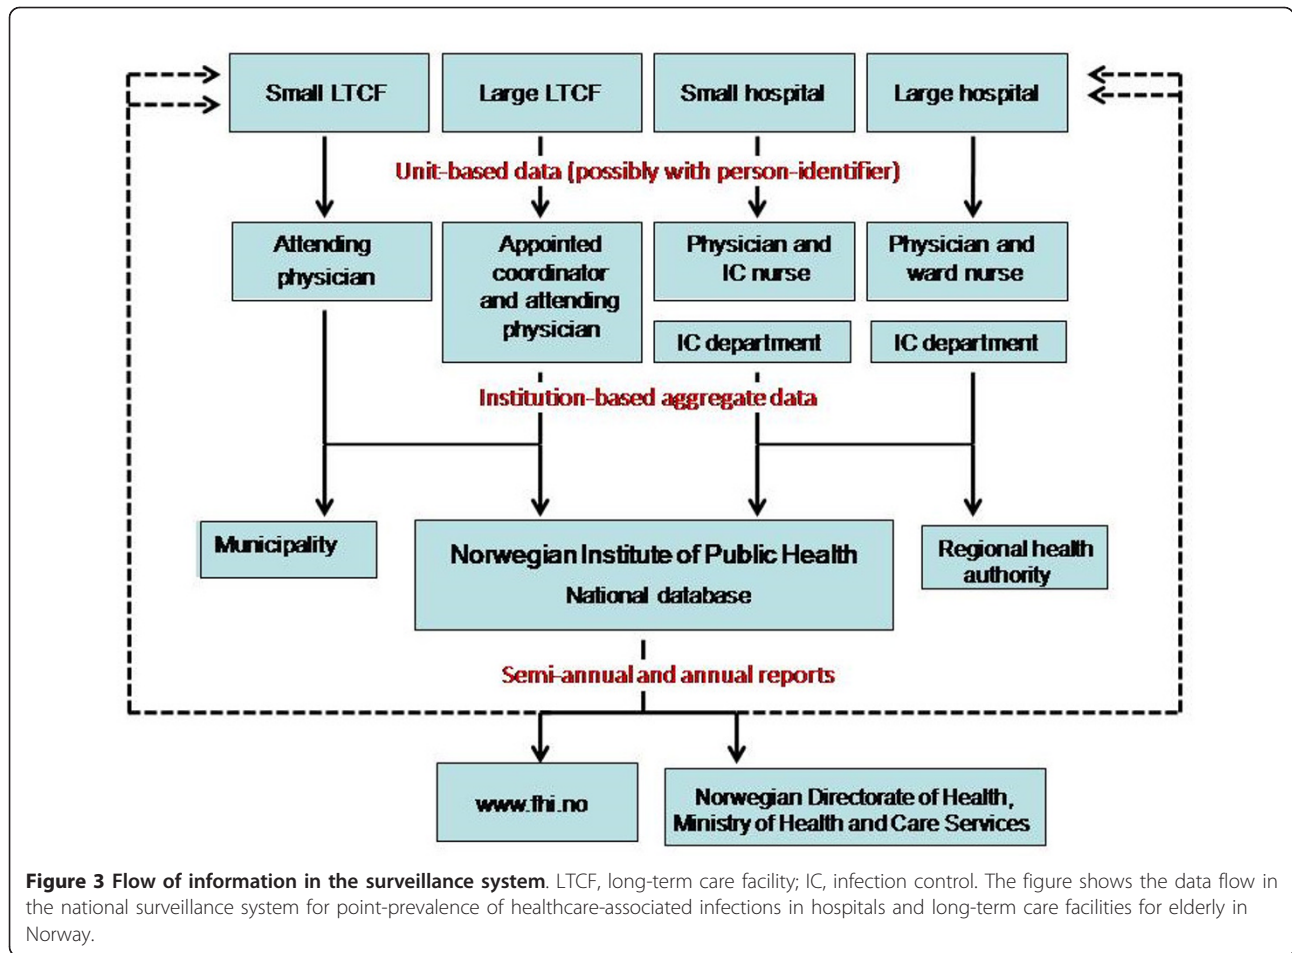 Small LTCF
Large LTCF
Small hospital
Large hospital
Unit-based data (possibly with person-identifier)
Attending
physician
Appointed
coordinator
and attending
physician
Physician and
IC nurse
Physician and
ward nurse
IC department
IC department
Institution-based aggregate data
Municipality
Norwegian Institute of Public Health
National database
Regional health
authority
Semi-annual and annual reports
www.fhi.no
Norwegian Directorate of Health,
Ministry of Health and Care Services
Figure 3 Flow of information in the surveillance system. LTCF, long-term care facility; IC, infection control. The figure shows the data flow in
the national surveillance system for point-prevalence of healthcare-associated infections in hospitals and long-term care facilities for elderly in
Norway.